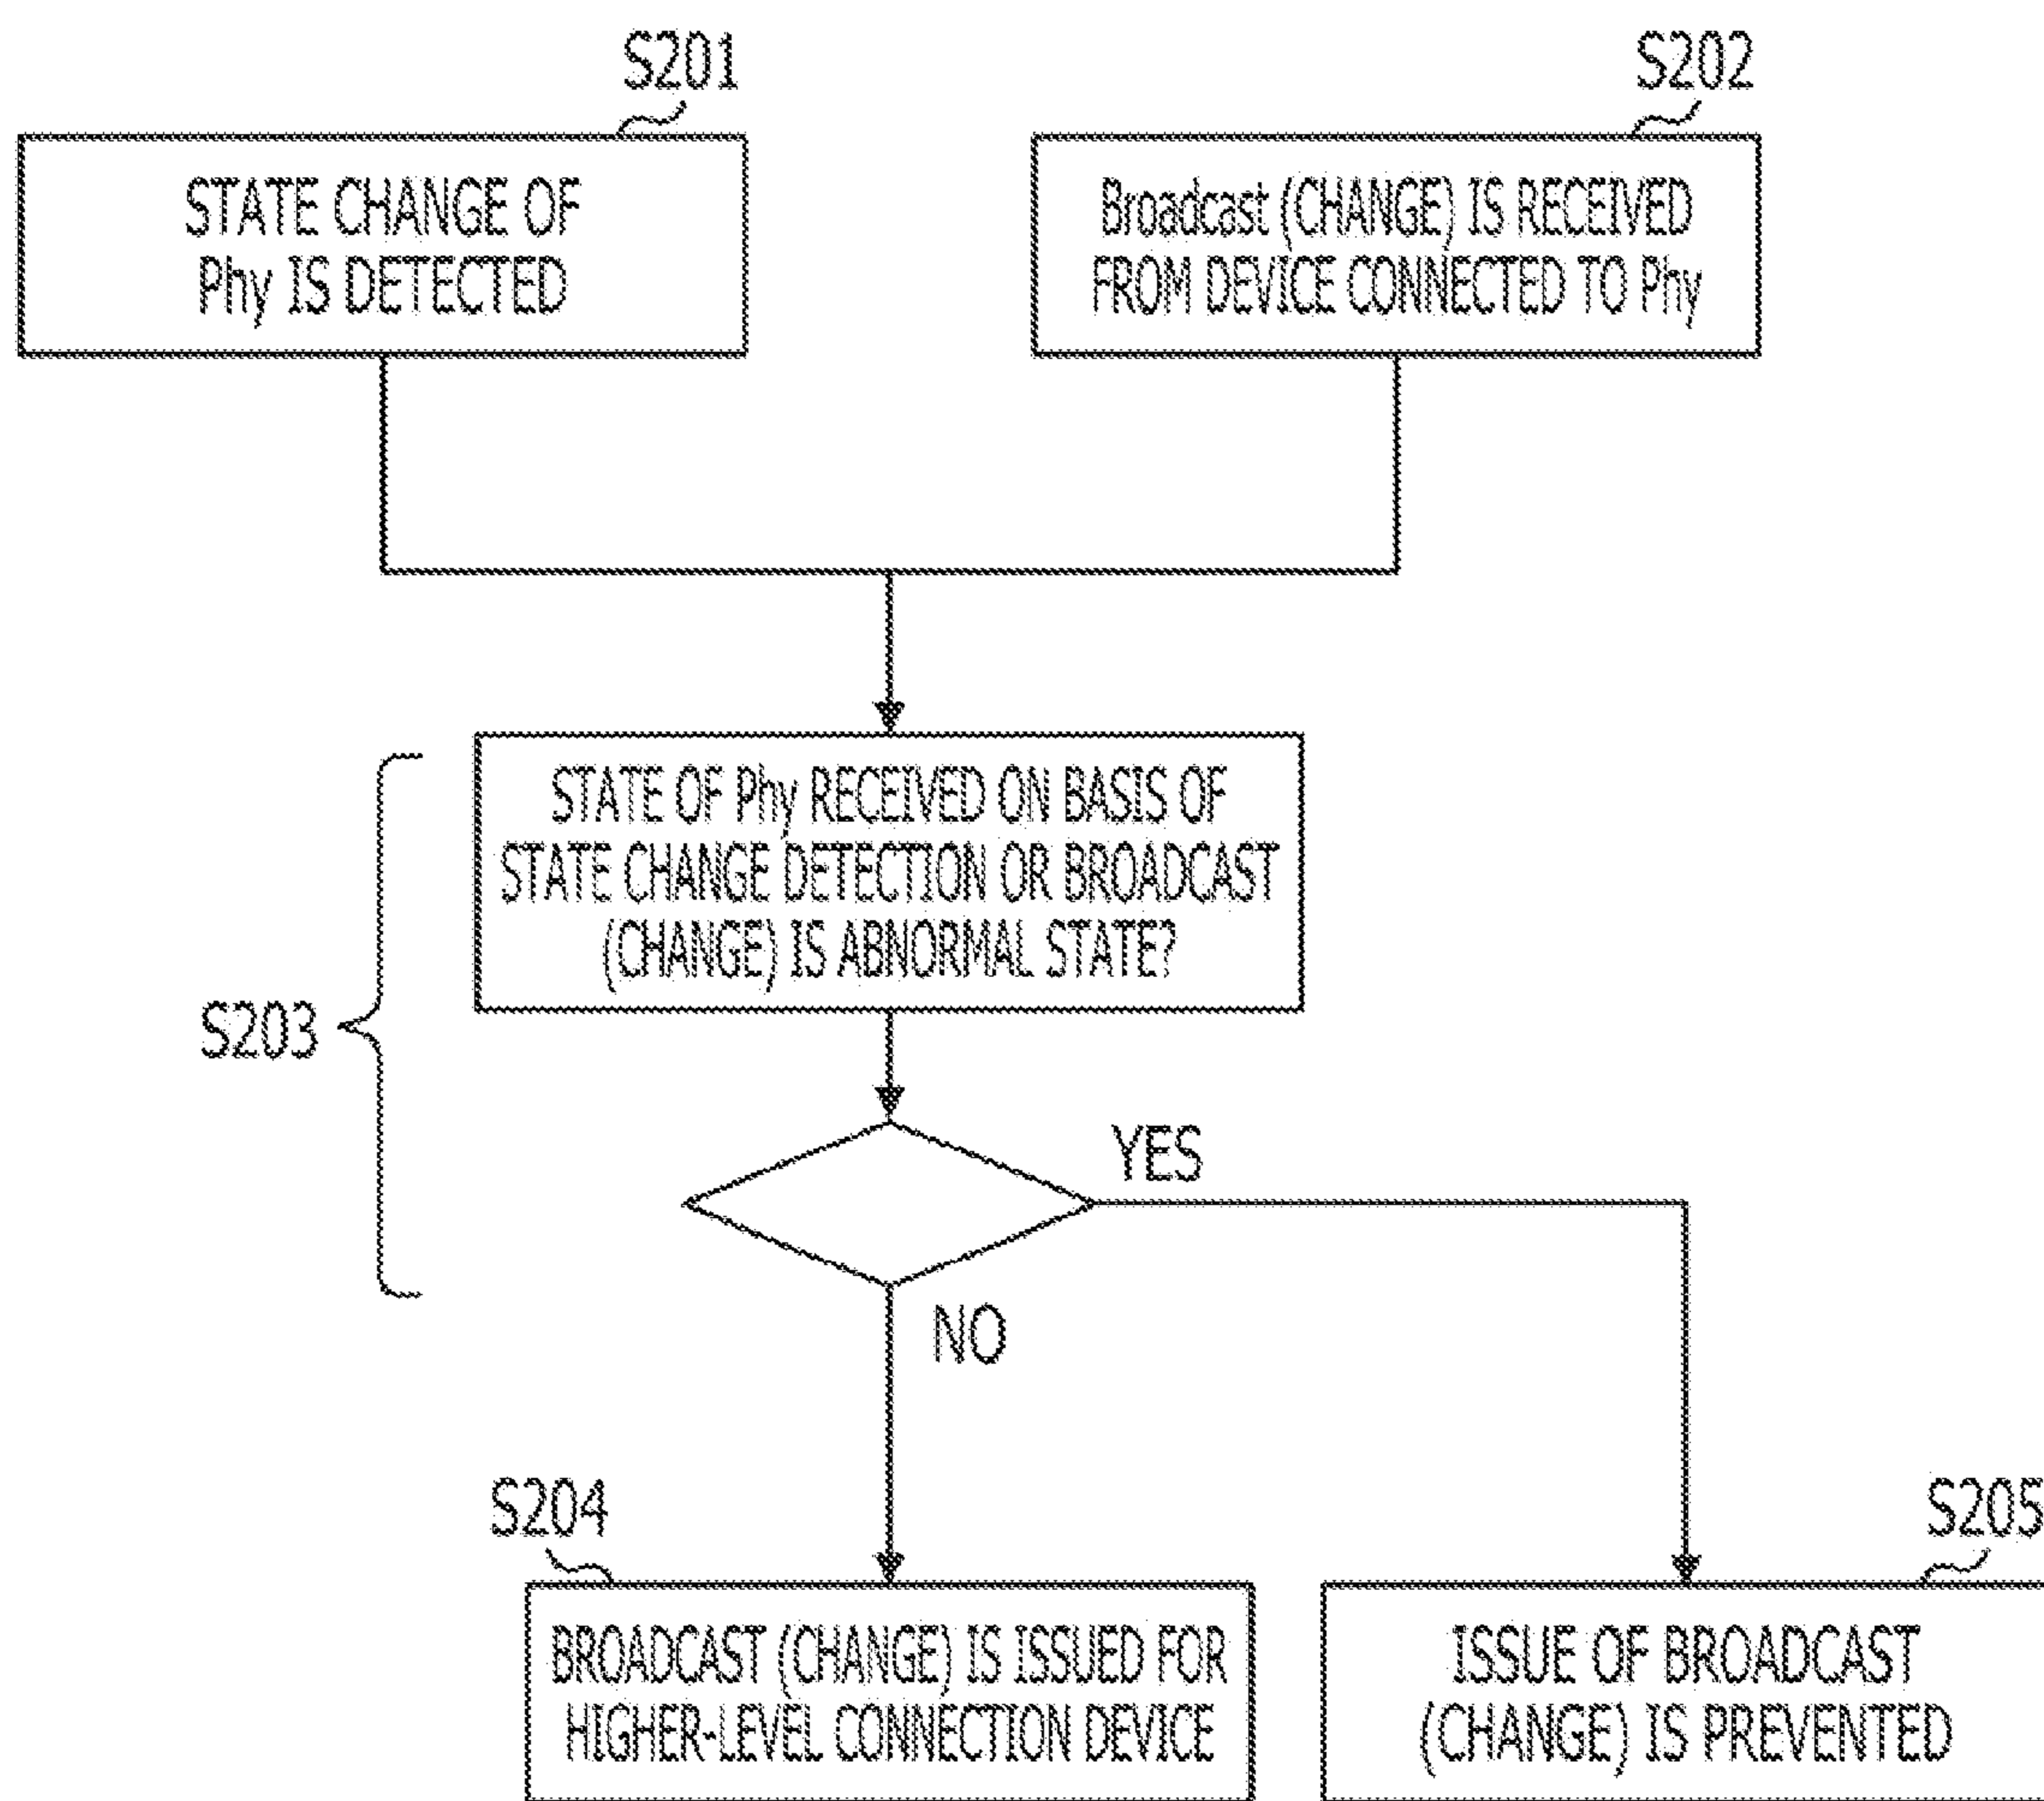 S201
STATE CHANGE OF
Phy IS DETECTED
S202
Broadcast (CHANGE) IS RECEIVED
FROM DEVICE CONNECTED TO Phy
S203
STATE OF Phy RECEIVED ON BASIS OF
STATE CHANGE DETECTION OR BROADCAST
(CHANGE) IS ABNORMAL STATE?
YES
NO
S204
BROADCAST (CHANGE) IS ISSUED FOR
HIGHER-LEVEL CONNECTION DEVICE
S205
ISSUE OF BROADCAST
(CHANGE) IS PREVENTED